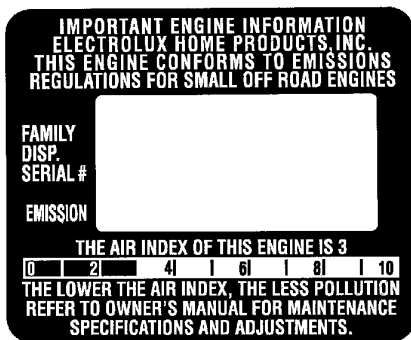 IMPORTANT ENGINE INFORMATION
ELECTROLUX HOME PRODUCTS, INC.
THIS ENGINE CONFORMS TO EMISSIONS
REGULATIONS FOR SMALL OFF ROAD ENGINES
FAMILY
DISP.
SERIAL #
EMISSION
THE AIR INDEX OF THIS ENGINE IS 3
0 2 4 6 8 10
THE LOWER THE AIR INDEX, THE LESS POLLUTION
REFER TO OWNER'S MANUAL FOR MAINTENANCE
SPECIFICATIONS AND ADJUSTMENTS.